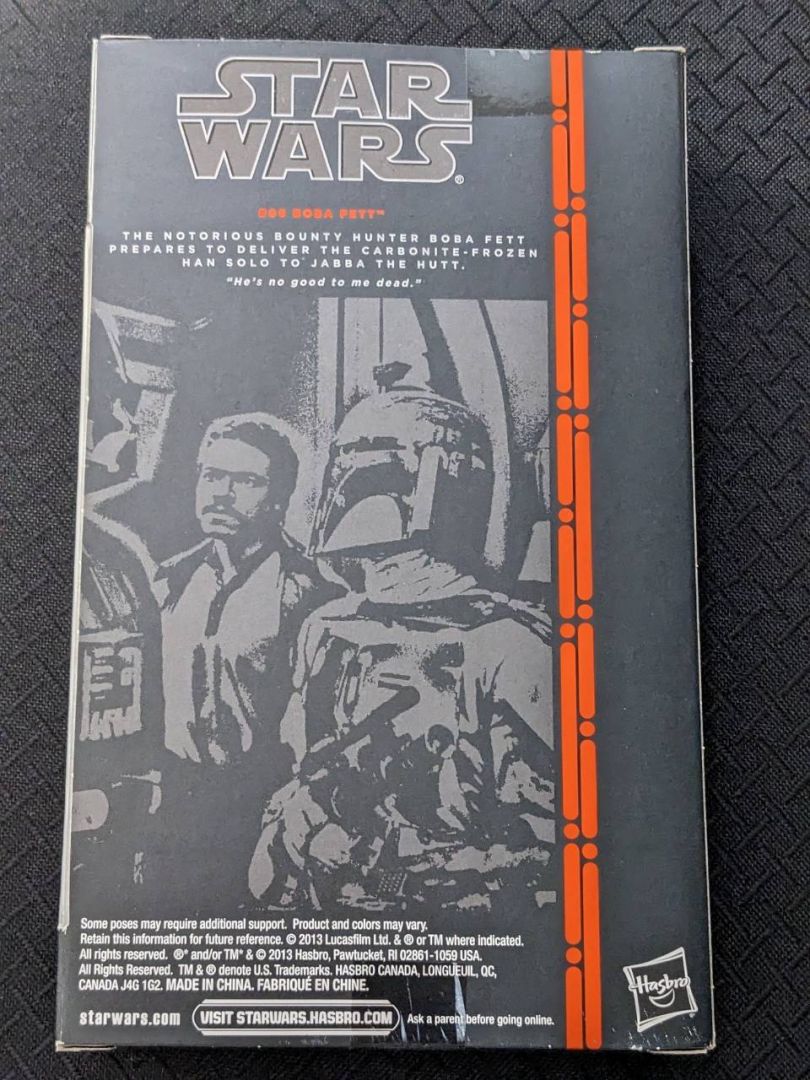 STAR
WARS®
#06 BOBA FETT™
THE NOTORIOUS BOUNTY HUNTER BOBA FETT
PREPARES TO DELIVER THE CARBONITE-FROZEN
HAN SOLO TO JABBA THE HUTT.
"He's no good to me dead."
Some poses may require additional support. Product and colors may vary.
Retain this information for future reference. © 2013 Lucasfilm Ltd. & ® or TM where indicated.
All rights reserved. ®* and/or TM* & © 2013 Hasbro, Pawtucket, RI 02861-1059 USA.
All Rights Reserved. TM & ® denote U.S. Trademarks. HASBRO CANADA, LONGUEUIL, QC,
CANADA J4G 1G2. MADE IN CHINA. FABRIQUÉ EN CHINE.
starwars.com VISIT STARWARS.HASBRO.COM Ask a parent before going online.
Hasbro